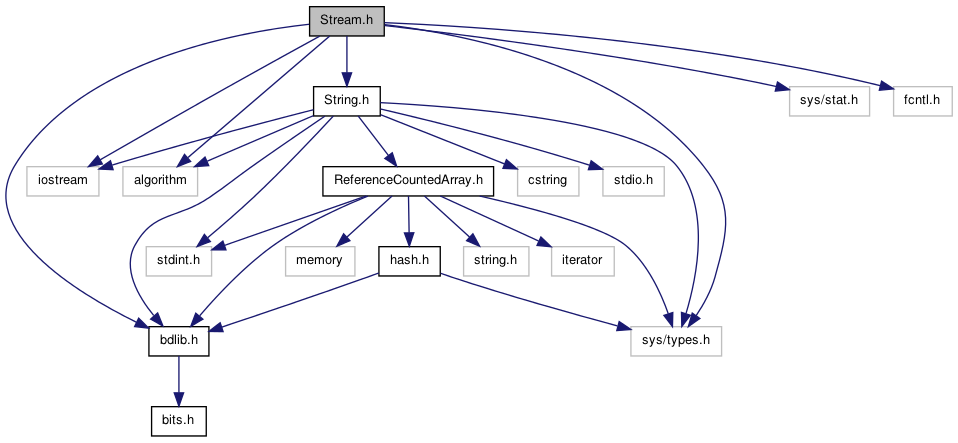 Stream.h
String.h
sys/stat.h
fcntl.h
iostream
algorithm
ReferenceCountedArray.h
cstring
stdio.h
stdint.h
memory
hash.h
string.h
iterator
bdlib.h
sys/types.h
bits.h